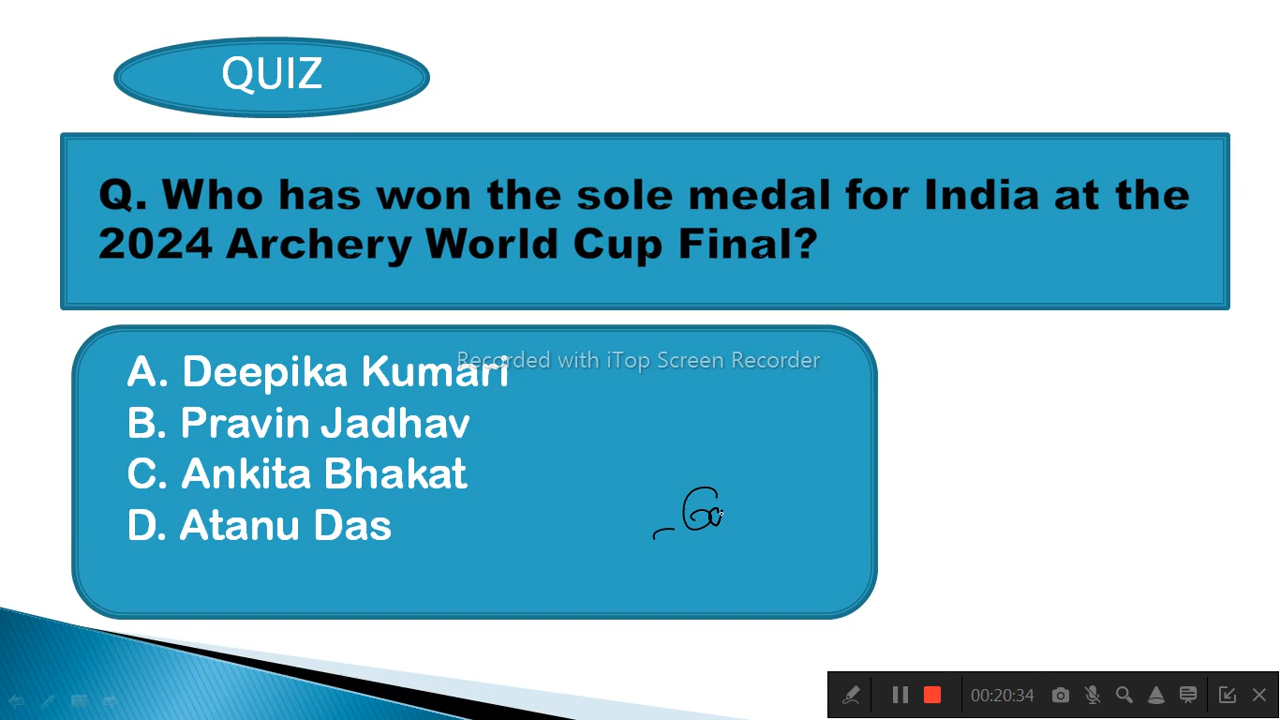 QUIZ
Q. Who has won the sole medal for India at the
2024 Archery World Cup Final?
A. Deepika Kumari
Recorded with iTop Screen Recorder
B. Pravin Jadhav
C. Ankita Bhakat
D. Atanu Das
00:20:34